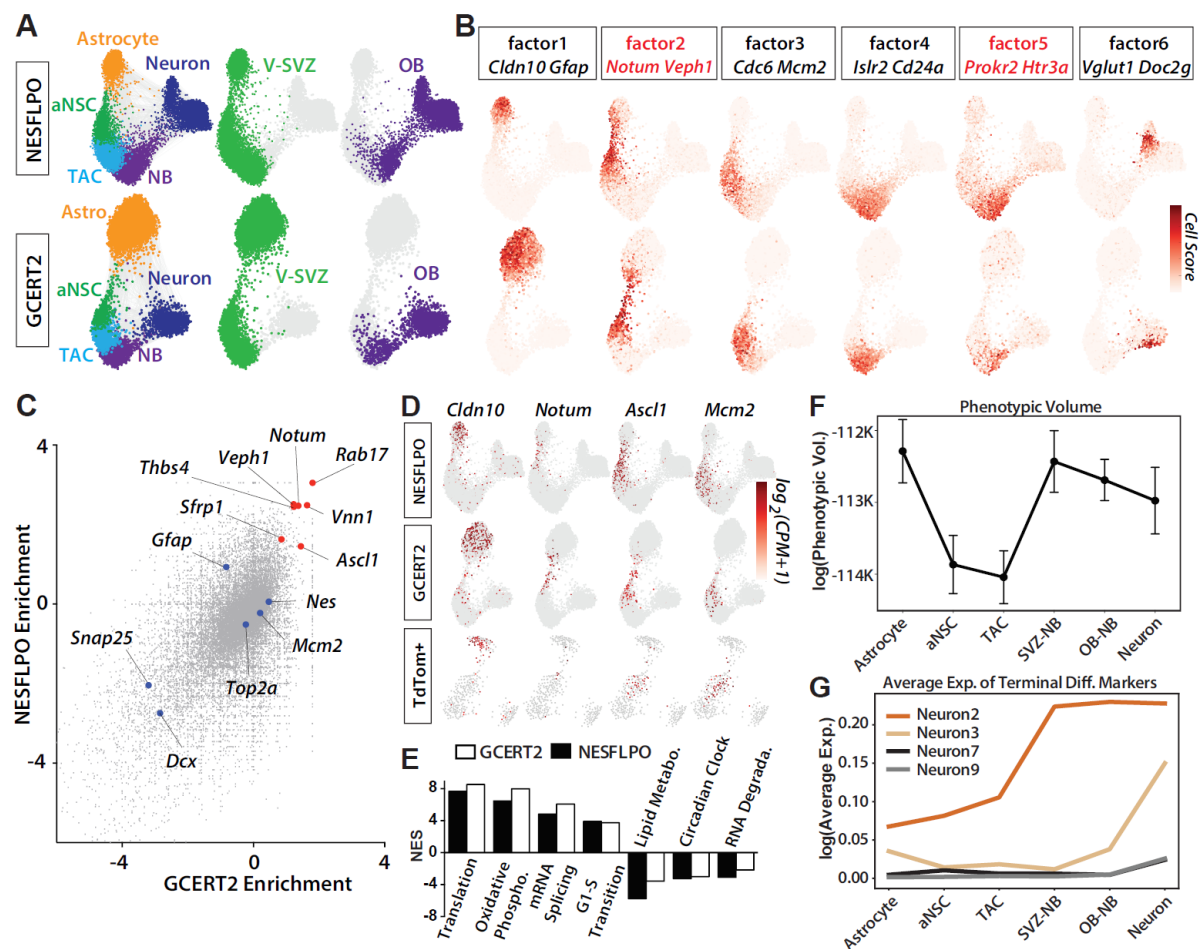 A
NESFLPO
Astrocyte
Neuron
aNSC
TAC
NB
V-SVZ
OB
GCERT2
Astro.
Neuron
aNSC
TAC
NB
V-SVZ
OB
B
factor1
Cldn10 Gfap
factor2
Notum Veph1
factor3
Cdc6 Mcm2
factor4
Islr2 Cd24a
factor5
Prokr2 Htr3a
factor6
Vglut1 Doc2g
Cell Score
C
NESFLPO Enrichment
4
0
-4
Notum
Veph1
Rab17
Thbs4
Sfrp1
Vnn1
Gfap
Ascl1
Nes
Snap25
Mcm2
Top2a
Dcx
-4
0
4
GCERT2 Enrichment
D
Cldn10
Notum
Ascl1
Mcm2
NESFLPO
GCERT2
TdTom+
log2(CPM+1)
E
GCERT2
NESFLPO
NES
8
4
0
-4
-8
Translation
Oxidative
Phospho.
mRNA
Splicing
G1-S
Transition
Lipid Metabo.
Circadian Clock
RNA Degrada.
F
Phenotypic Volume
log(Phenotypic Vol.)
-112K
-113K
-114K
Astrocyte
aNSC
TAC
SVZ-NB
OB-NB
Neuron
G
Average Exp. of Terminal Diff. Markers
log(Average Exp.)
0.20
0.15
0.10
0.05
0.00
Neuron2
Neuron3
Neuron7
Neuron9
Astrocyte
aNSC
TAC
SVZ-NB
OB-NB
Neuron